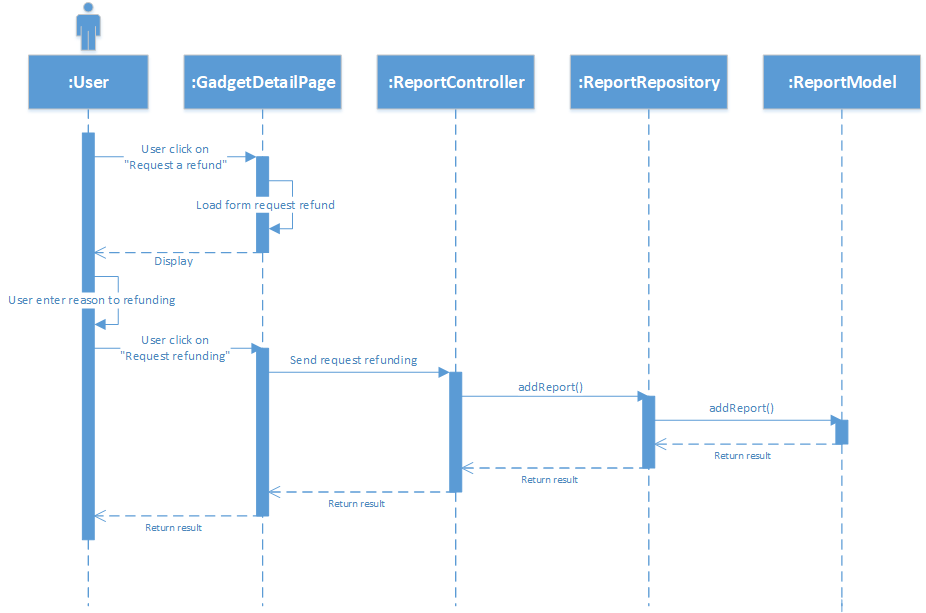 :User
:GadgetDetailPage
:ReportController
:ReportRepository
:ReportModel
User click on
"Request a refund"
Load form request refund
Display
User enter reason to refunding
User click on
"Request refunding"
Send request refunding
addReport()
addReport()
Return result
Return result
Return result
Return result